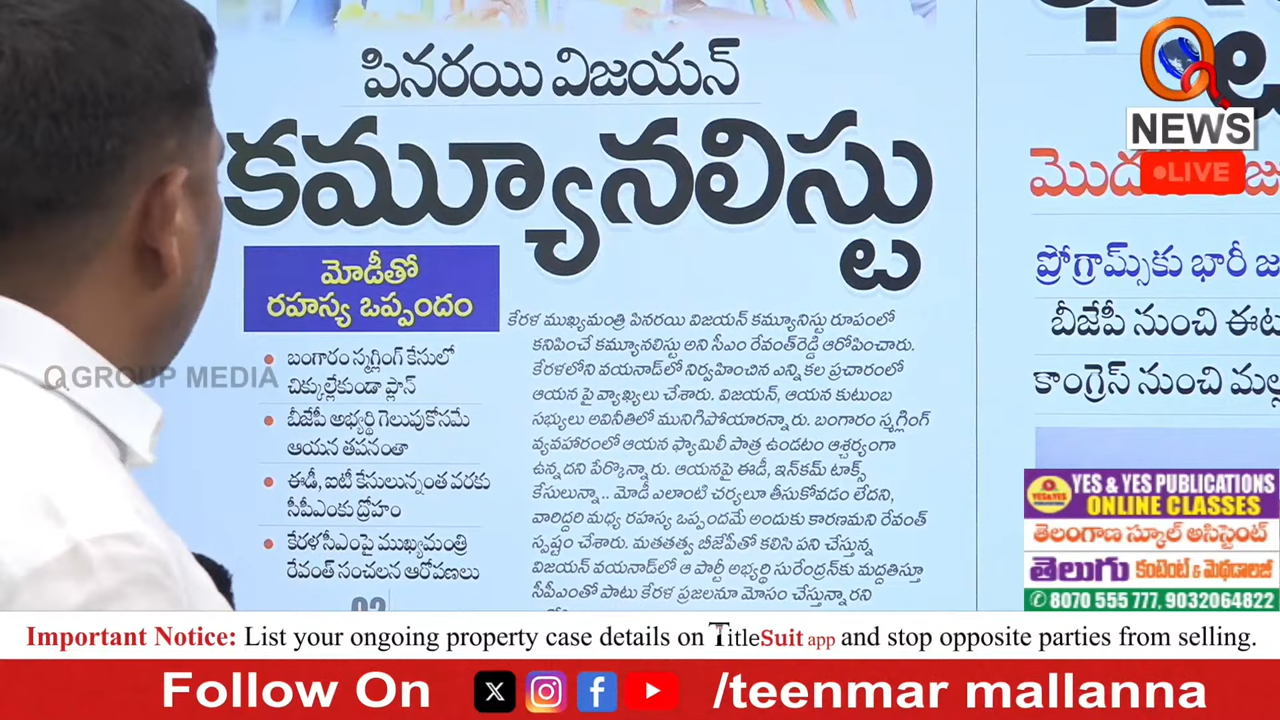 పినరయి విజయన్
కమ్యూనలిస్టు
మోడీతో
రహస్య ఒప్పందం
బంగారం స్మగ్లింగ్ కేసులో
చిక్కుల్లేకుండా ప్లాన్
బీజేపీ అభ్యర్థి గెలుపుకోసమే
ఆయన తపనంతా
ఈడీ, ఐటీ కేసులున్నంత వరకు
సీపీఎంకు ద్రోహం
కేరళ సీఎంపై ముఖ్యమంత్రి
రేవంత్ సంచలన ఆరోపణలు
కేరళ ముఖ్యమంత్రి పినరయి విజయన్ కమ్యూనిస్టు రూపంలో
కనిపించే కమ్యూనలిస్టు అని సీఎం రేవంత్‌రెడ్డి ఆరోపించారు.
కేరళలోని వయనాడ్‌లో నిర్వహించిన ఎన్నికల ప్రచారంలో
ఆయన పై వ్యాఖ్యలు చేశారు. విజయన్, ఆయన కుటుంబ
సభ్యులు అవినీతిలో మునిగిపోయారన్నారు. బంగారం స్మగ్లింగ్
వ్యవహారంలో ఆయన ఫ్యామిలీ పాత్ర ఉండటం ఆశ్చర్యంగా
ఉన్నదని పేర్కొన్నారు. ఆయనపై ఈడీ, ఇన్‌కమ్ టాక్స్
కేసులున్నా.. మోడీ ఎలాంటి చర్యలూ తీసుకోవడం లేదని,
వారిద్దరి మధ్య రహస్య ఒప్పందమే అందుకు కారణమని రేవంత్
స్పష్టం చేశారు. మతతత్వ బీజేపీతో కలిసి పని చేస్తున్న
విజయన్ వయనాడ్‌లో ఆ పార్టీ అభ్యర్థి సురేంద్రన్‌కు మద్దతిస్తూ
సీపీఎంతో పాటు కేరళ ప్రజలనూ మోసం చేస్తున్నారని
ప్రోగ్రామ్స్‌కు భారీ
బీజేపీ నుంచి
కాంగ్రెస్ నుంచి
Q GROUP MEDIA
NEWS
LIVE
YES & YES PUBLICATIONS
ONLINE CLASSES
తెలంగాణ స్కూల్ అసిస్టెంట్
తెలుగు కంటెంట్ & మెథడాలజీ
8070 555 777, 9032064822
Important Notice: List your ongoing property case details on TitleSuit app and stop opposite parties from selling.
Follow On /teenmar mallanna